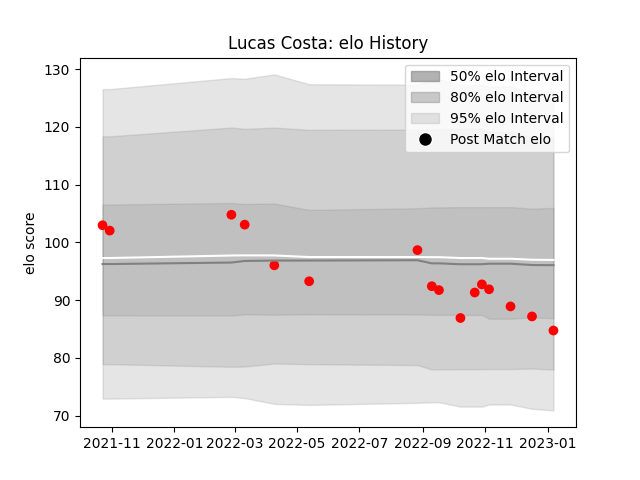 Lucas Costa: elo History
50% elo Interval
80% elo Interval
95% elo Interval
Post Match elo
elo score
130
120
110
100
90
80
70
2021-11 2022-01 2022-03 2022-05 2022-07 2022-09 2022-11 2023-01